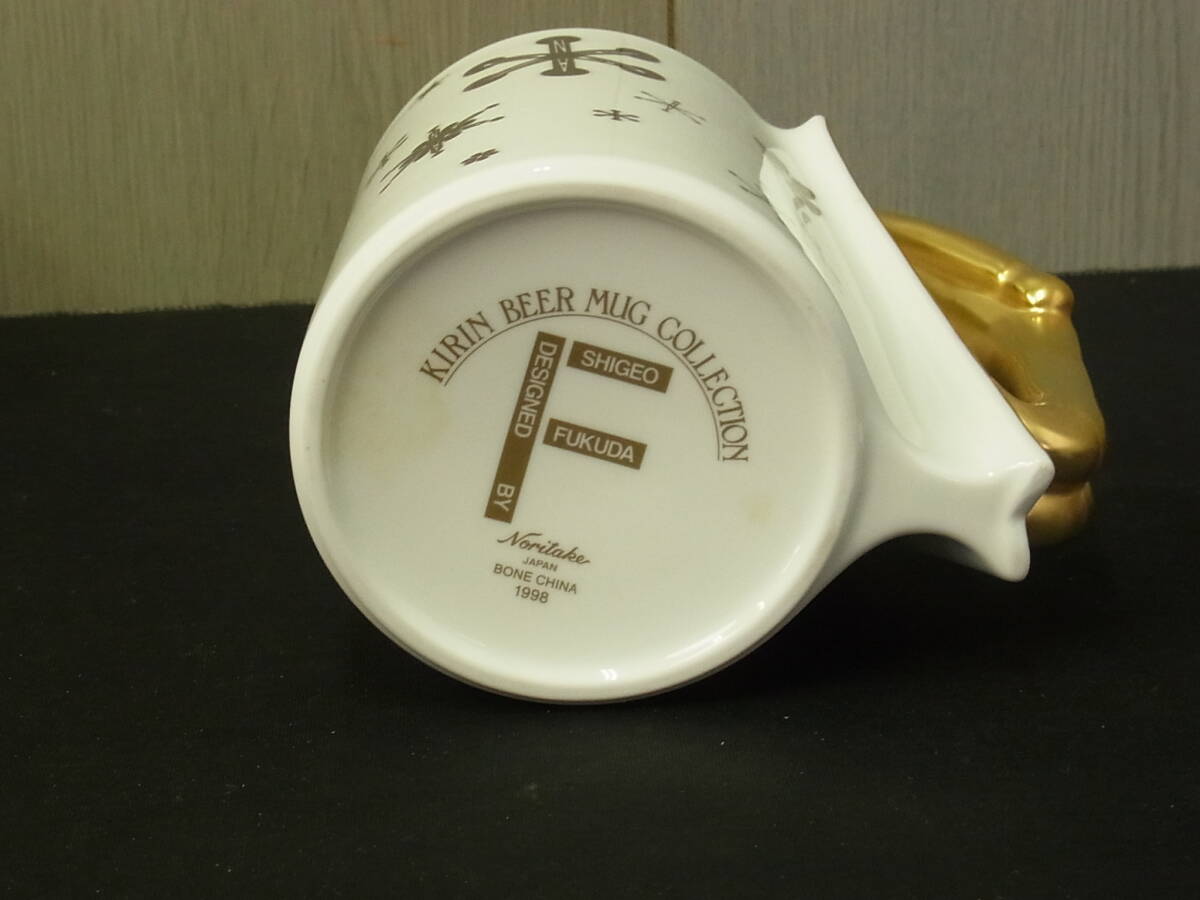 KIRIN BEER MUG COLLECTION
DESIGNED BY
SHIGEO
FUKUDA
Noritake
JAPAN
BONE CHINA
1998